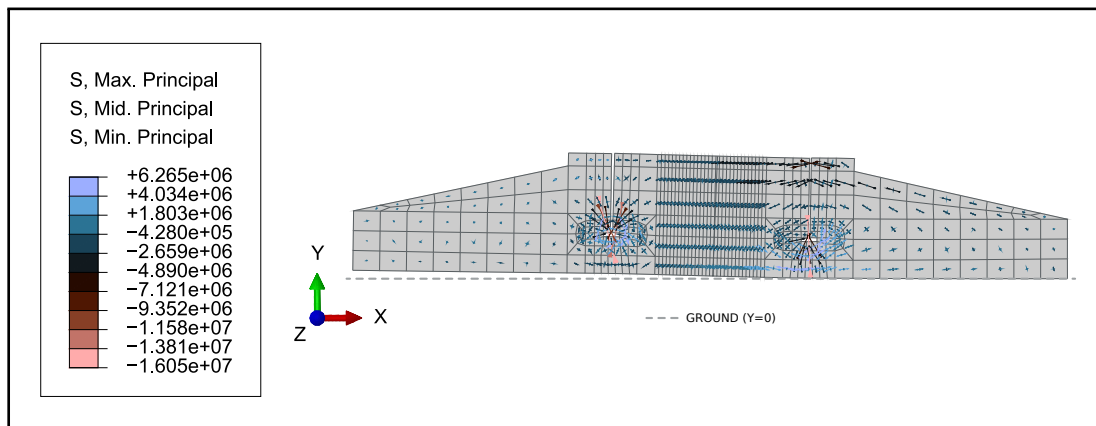 S, Max. Principal
S, Mid. Principal
S, Min. Principal
+6.265e+06
+4.034e+06
+1.803e+06
−4.280e+05
−2.659e+06
−4.890e+06
−7.121e+06
−9.352e+06
−1.158e+07
−1.381e+07
−1.605e+07
Y
X
Z
GROUND (Y=0)